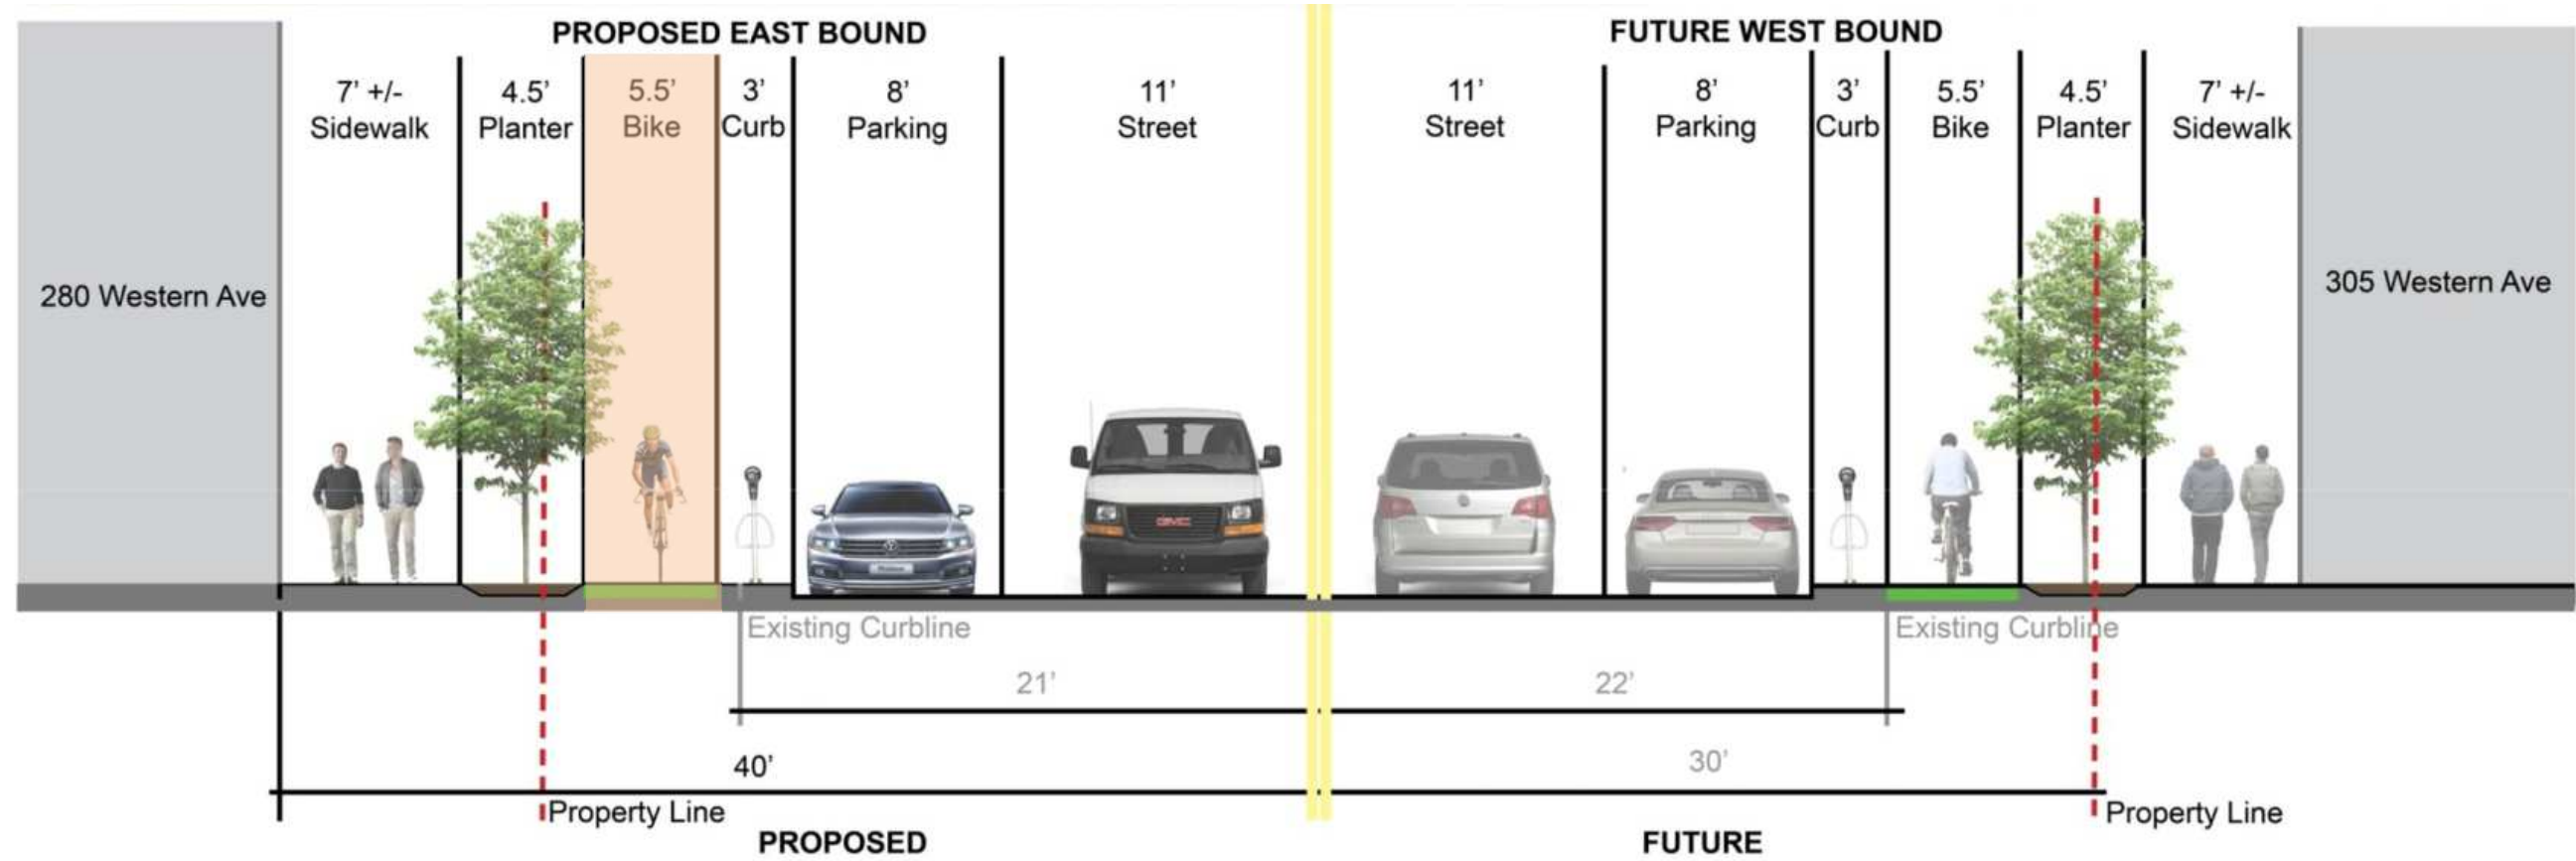 PROPOSED EAST BOUND
FUTURE WEST BOUND
7’ +/-
Sidewalk
4.5’
Planter
5.5’
Bike
3’
Curb
8’
Parking
11’
Street
11’
Street
8’
Parking
3’
Curb
5.5’
Bike
4.5’
Planter
7’ +/-
Sidewalk
280 Western Ave
305 Western Ave
GMC
Existing Curbline
Existing Curbline
21’
22’
40’
30’
Property Line
Property Line
PROPOSED
FUTURE